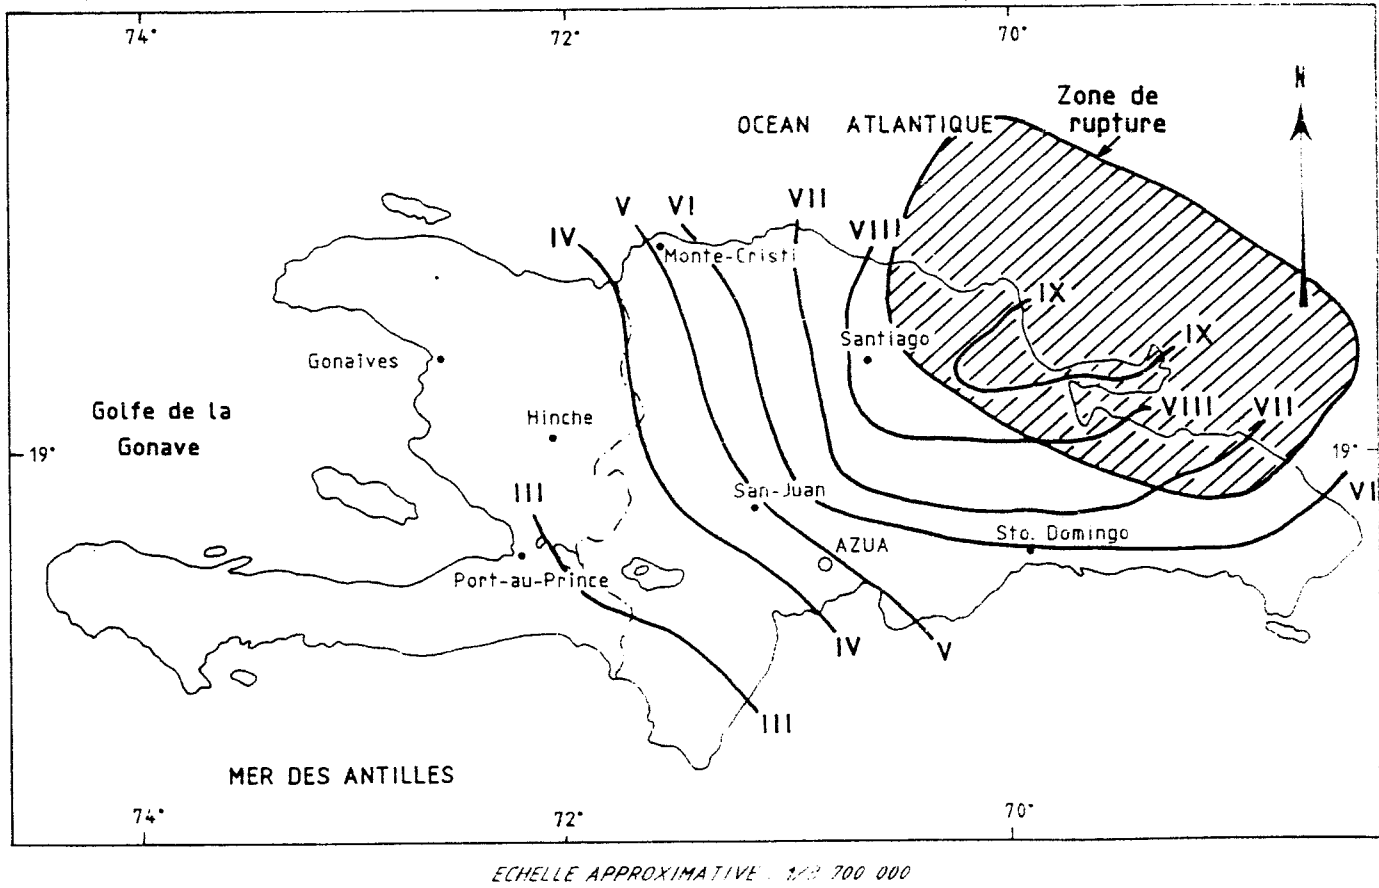 74°
72°
70°
N
Zone de
rupture
OCEAN ATLANTIQUE
IV
V
VI
VII
VIII
Monte-Cristi
IX
IX
Santiago
Gonaïves
Golfe de la
Gonave
Hinche
VIII
VII
19°
19°
III
San-Juan
VI
Sto. Domingo
AZUA
Port-au-Prince
IV
V
III
MER DES ANTILLES
74°
72°
70°
ECHELLE APPROXIMATIVE 200 000